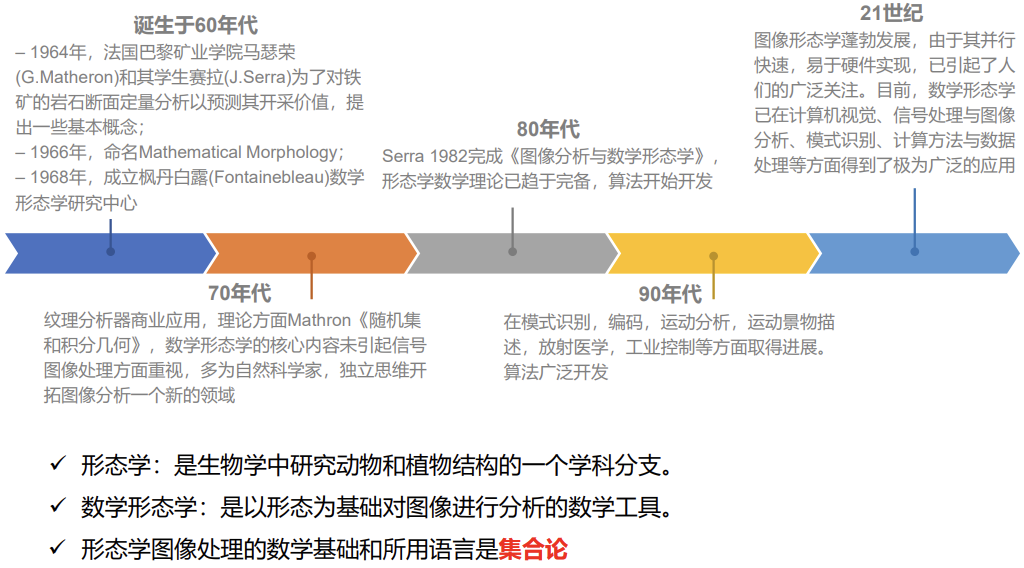 诞生于60年代
– 1964年，法国巴黎矿业学院马瑟荣
(G.Matheron)和其学生赛拉(J.Serra)为了对铁
矿的岩石断面定量分析以预测其开采价值，提
出一些基本概念；
– 1966年，命名Mathematical Morphology；
– 1968年，成立枫丹白露(Fontainebleau)数学
形态学研究中心
70年代
纹理分析器商业应用，理论方面Mathron《随机集
和积分几何》，数学形态学的核心内容未引起信号
图像处理方面重视，多为自然科学家，独立思维开
拓图像分析一个新的领域
80年代
Serra 1982完成《图像分析与数学形态学》，
形态学数学理论已趋于完备，算法开始开发
90年代
在模式识别，编码，运动分析，运动景物描
述，放射医学，工业控制等方面取得进展。
算法广泛开发
21世纪
图像形态学蓬勃发展，由于其并行
快速，易于硬件实现，已引起了人
们的广泛关注。目前，数学形态学
已在计算机视觉、信号处理与图像
分析、模式识别、计算方法与数据
处理等方面得到了极为广泛的应用
✓ 形态学：是生物学中研究动物和植物结构的一个学科分支。
✓ 数学形态学：是以形态为基础对图像进行分析的数学工具。
✓ 形态学图像处理的数学基础和所用语言是集合论